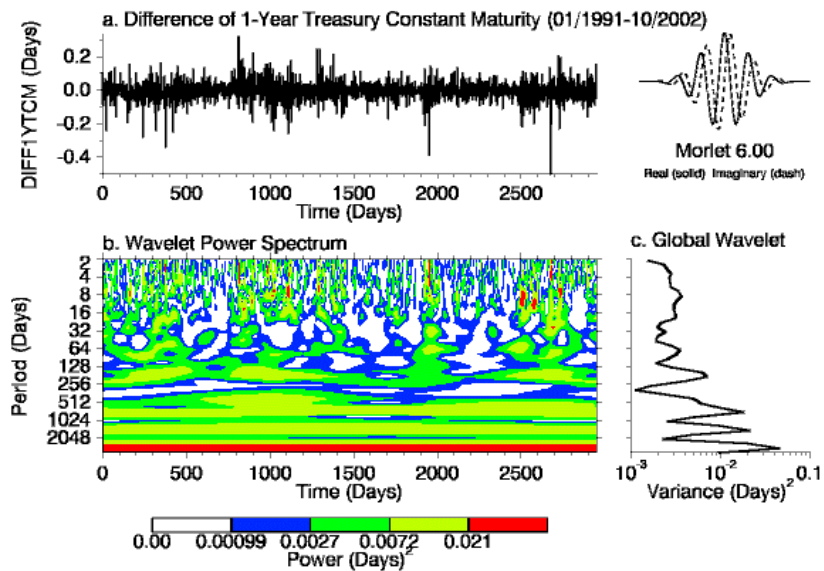 a. Difference of 1-Year Treasury Constant Maturity (01/1991-10/2002)
DIFF1YTCM (Days)
0.2
0.0
-0.2
-0.4
0 500 1000 1500 2000 2500
Time (Days)
Morlet 6.00
Real (solid) Imaginary (dash)
b. Wavelet Power Spectrum
Period (Days)
2
4
8
16
32
64
128
256
512
1024
2048
0 500 1000 1500 2000 2500
Time (Days)
c. Global Wavelet
10-3 10-2 0.1
Variance (Days)2
0.00 0.00099 0.0027 0.0072 0.021
Power (Days)2